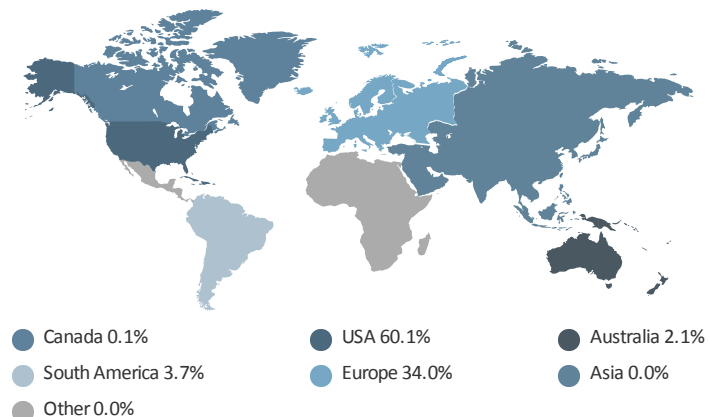 Canada 0.1%
USA 60.1%
Australia 2.1%
South America 3.7%
Europe 34.0%
Asia 0.0%
Other 0.0%